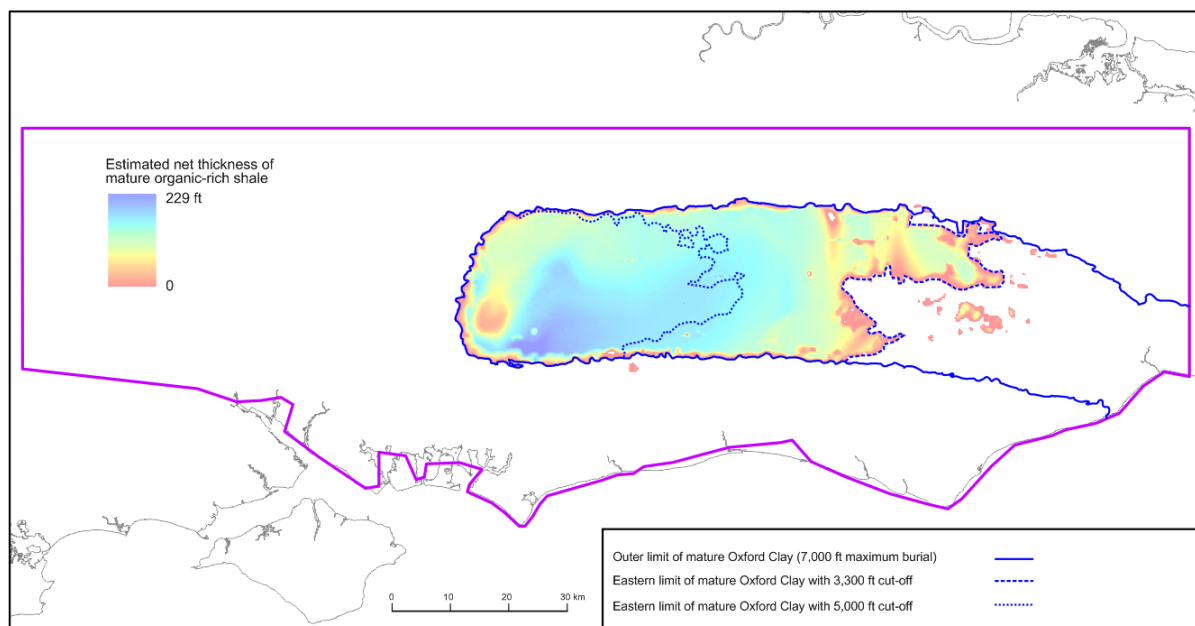 Estimated net thickness of
mature organic-rich shale
229 ft
0
0 10 20 30 km
Outer limit of mature Oxford Clay (7,000 ft maximum burial)
Eastern limit of mature Oxford Clay with 3,300 ft cut-off
Eastern limit of mature Oxford Clay with 5,000 ft cut-off